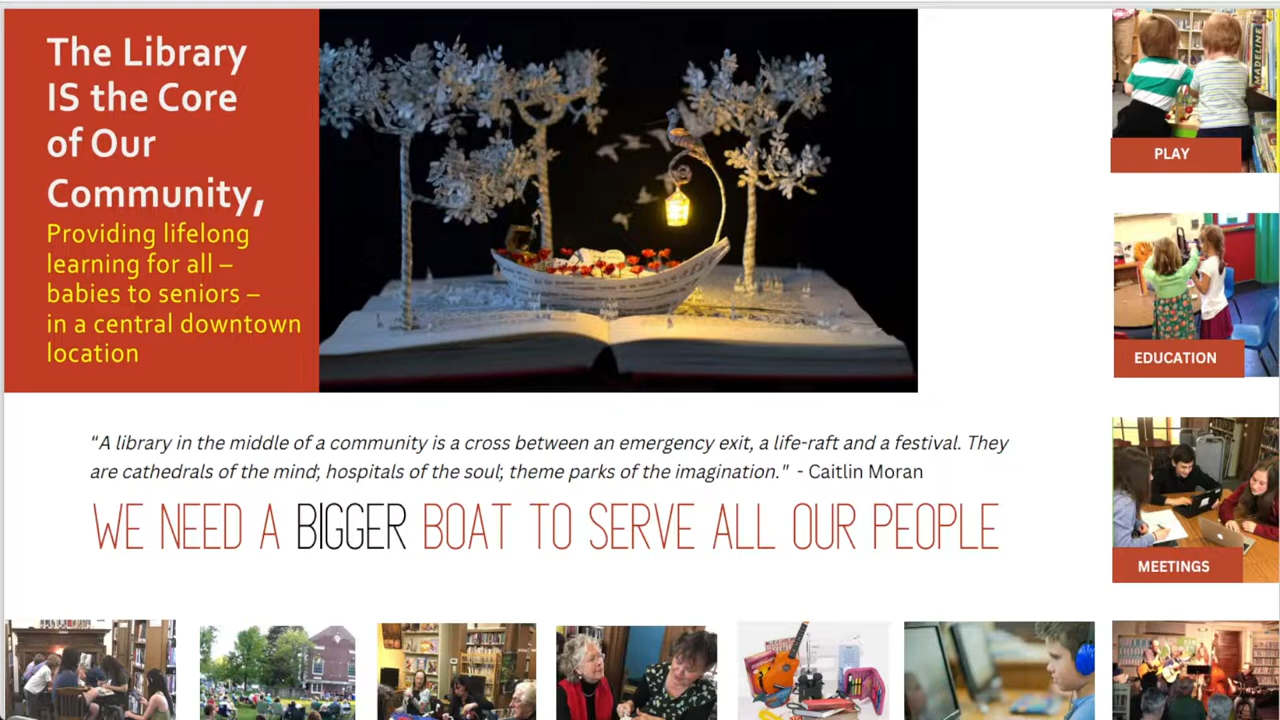 The Library
IS the Core
of Our
Community,
Providing lifelong
learning for all –
babies to seniors –
in a central downtown
location
"A library in the middle of a community is a cross between an emergency exit, a life-raft and a festival. They
are cathedrals of the mind; hospitals of the soul; theme parks of the imagination." - Caitlin Moran
WE NEED A BIGGER BOAT TO SERVE ALL OUR PEOPLE
MADELINE
PLAY
EDUCATION
MEETINGS